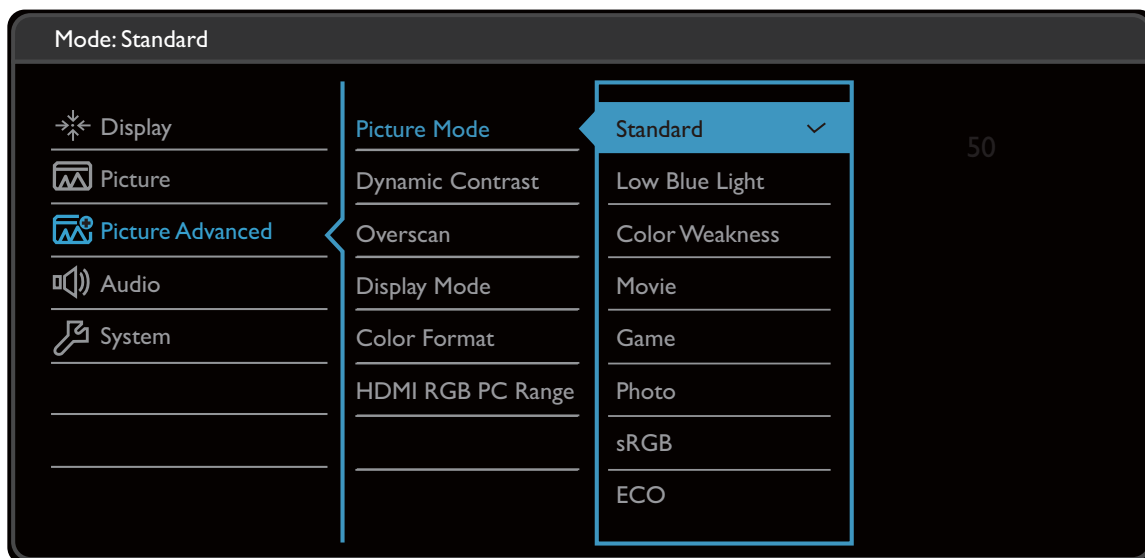 Mode: Standard
Display
Picture
Picture Advanced
Audio
System
Picture Mode
Dynamic Contrast
Overscan
Display Mode
Color Format
HDMI RGB PC Range
Standard
Low Blue Light
Color Weakness
Movie
Game
Photo
sRGB
ECO
50